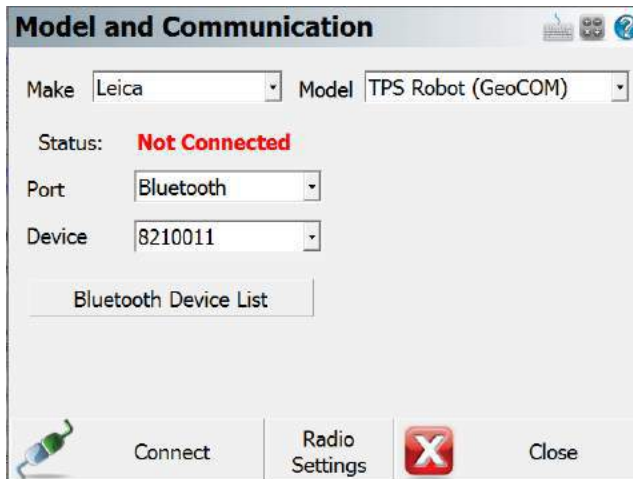 Model and Communication
Make Leica Model TPS Robot (GeoCOM)
Status: Not Connected
Port Bluetooth
Device 8210011
Bluetooth Device List
Connect Radio Settings Close